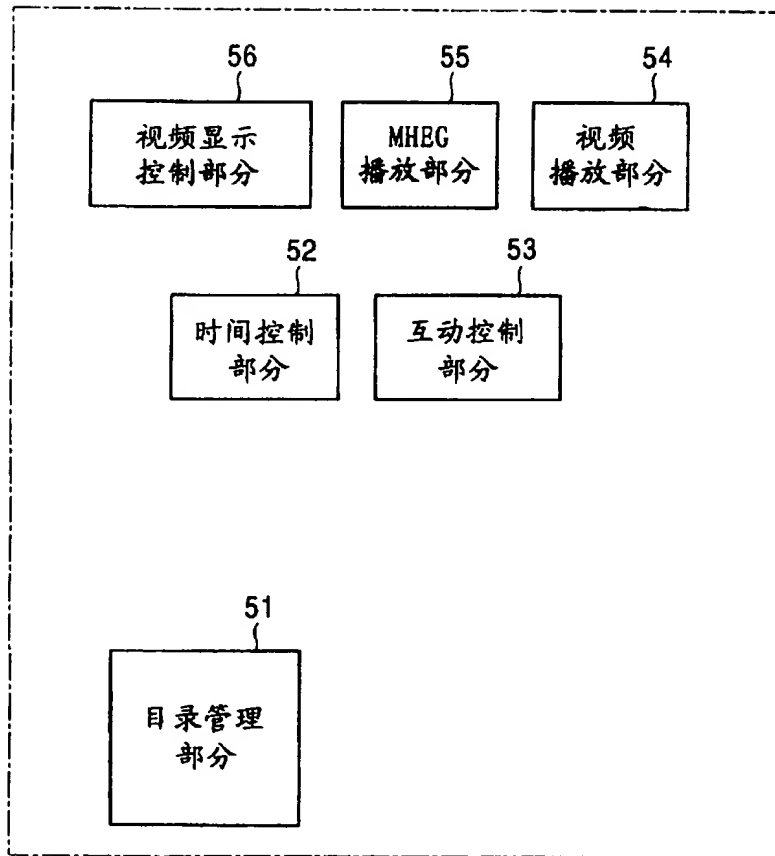 56
视频显示
控制部分
55
MHEG
播放部分
54
视频
播放部分
52
时间控制
部分
53
互动控制
部分
51
目录管理
部分